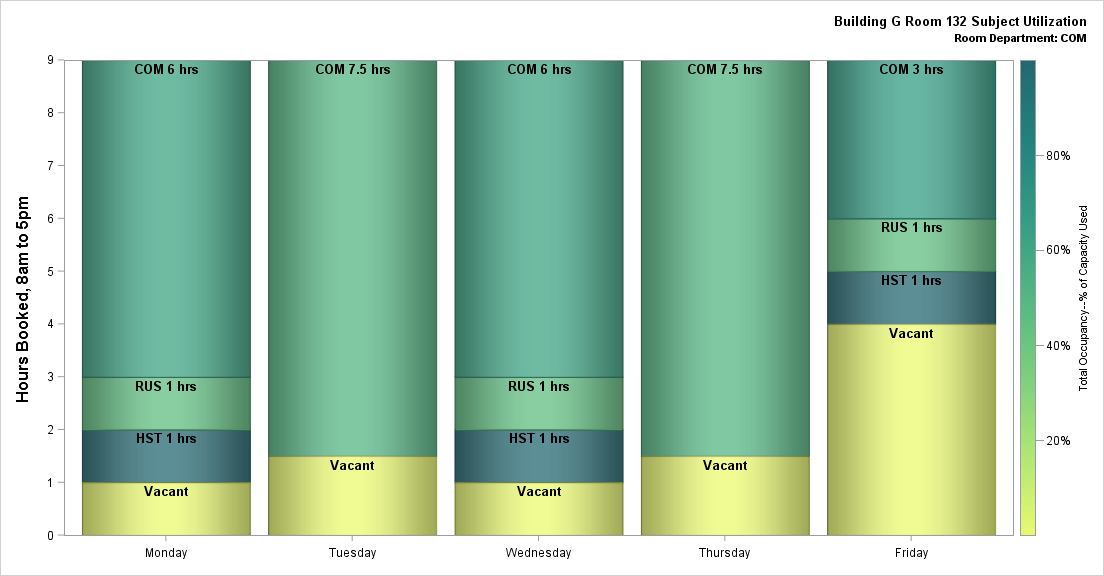 Building G Room 132 Subject Utilization
Room Department: COM
Hours Booked, 8am to 5pm
9
8
7
6
5
4
3
2
1
0
COM 6 hrs
RUS 1 hrs
HST 1 hrs
Vacant
COM 7.5 hrs
Vacant
COM 6 hrs
RUS 1 hrs
HST 1 hrs
Vacant
COM 7.5 hrs
Vacant
COM 3 hrs
RUS 1 hrs
HST 1 hrs
Vacant
Monday
Tuesday
Wednesday
Thursday
Friday
80%
60%
40%
20%
Total Occupancy--% of Capacity Used